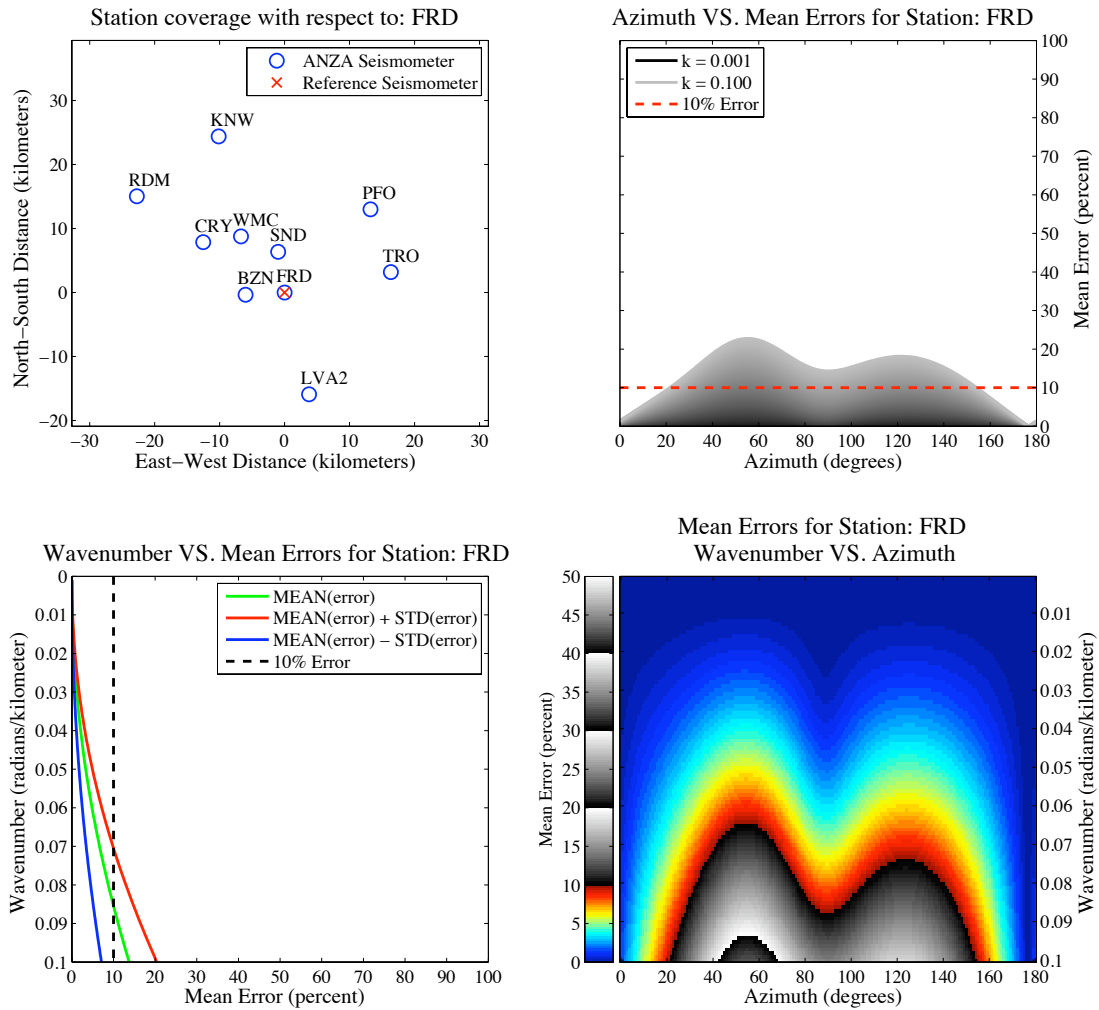 Station coverage with respect to: FRD
ANZA Seismometer
Reference Seismometer
KNW
RDM
PFO
CRY
WMC
SND
TRO
BZN
FRD
LVA2
30
20
10
0
−10
−20
−30 −20 −10 0 10 20 30
North−South Distance (kilometers)
East−West Distance (kilometers)
Azimuth VS. Mean Errors for Station: FRD
k = 0.001
k = 0.100
10% Error
100
90
80
70
60
50
40
30
20
10
0
0 20 40 60 80 100 120 140 160 180
Mean Error (percent)
Azimuth (degrees)
Wavenumber VS. Mean Errors for Station: FRD
MEAN(error)
MEAN(error) + STD(error)
MEAN(error) − STD(error)
10% Error
0
0.01
0.02
0.03
0.04
0.05
0.06
0.07
0.08
0.09
0.1
0 10 20 30 40 50 60 70 80 90 100
Wavenumber (radians/kilometer)
Mean Error (percent)
Mean Errors for Station: FRD
Wavenumber VS. Azimuth
50
45
40
35
30
25
20
15
10
5
0
Mean Error (percent)
0.01
0.02
0.03
0.04
0.05
0.06
0.07
0.08
0.09
0.1
0 20 40 60 80 100 120 140 160 180
Wavenumber (radians/kilometer)
Azimuth (degrees)